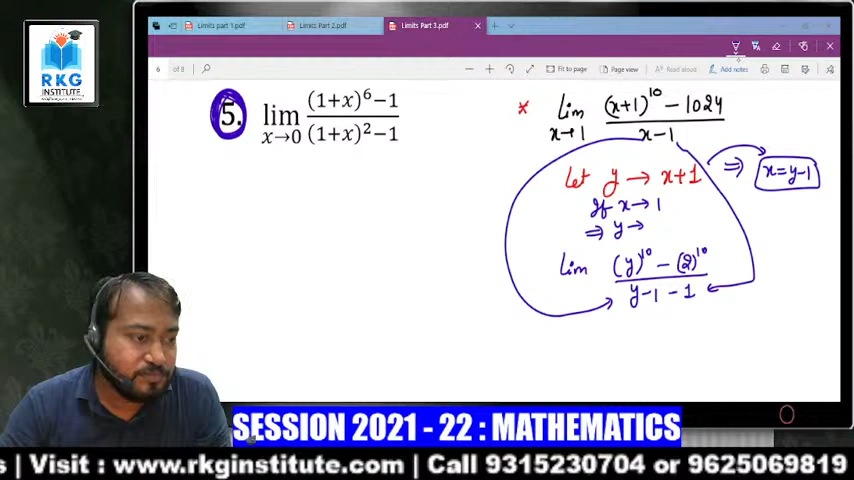 Limits part 1.pdf
Limits Part 2.pdf
Limits Part 3.pdf
6 of 8
Fit to page
Page view
Read aloud
Add notes
RKG
INSTITUTE
5. lim x→0 (1+x)^6−1 / (1+x)^2−1
* lim x→1 (x+1)^10 − 1024 / x−1
Let y → x+1 ⇒ x=y−1
If x → 1
⇒ y →
lim (y)^10 − (2)^10 / y−1−1
SESSION 2021 - 22 : MATHEMATICS
s | Visit : www.rkginstitute.com | Call 9315230704 or 9625069819